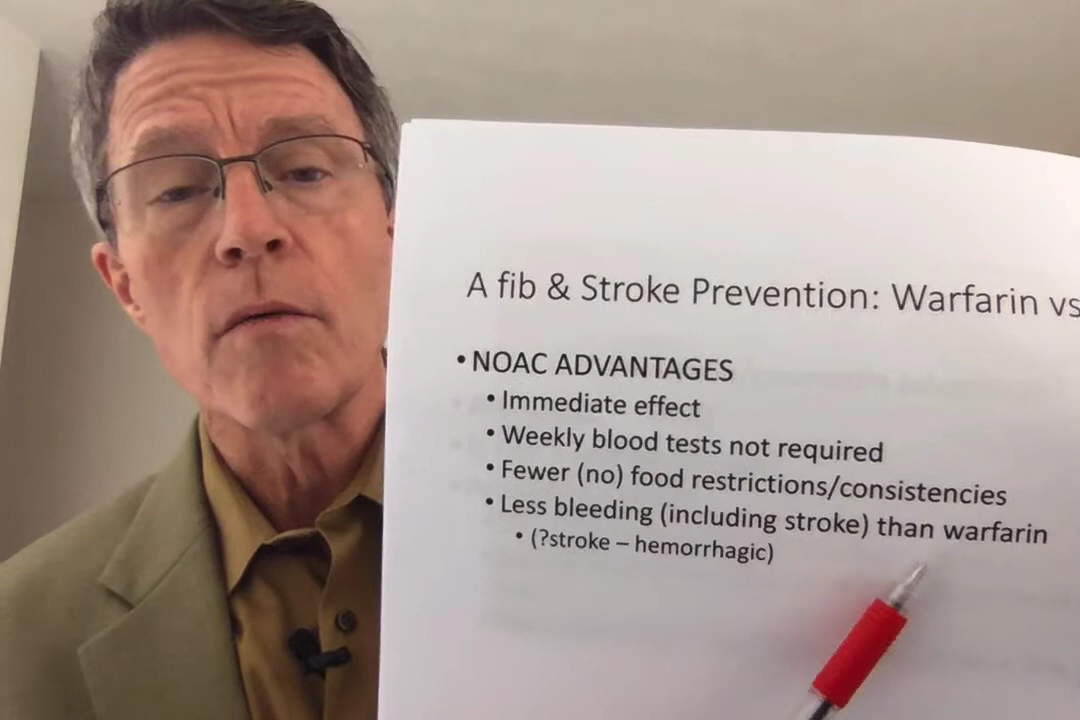 A fib & Stroke Prevention: Warfarin vs
• NOAC ADVANTAGES
• Immediate effect
• Weekly blood tests not required
• Fewer (no) food restrictions/consistencies
• Less bleeding (including stroke) than warfarin
• (?stroke – hemorrhagic)